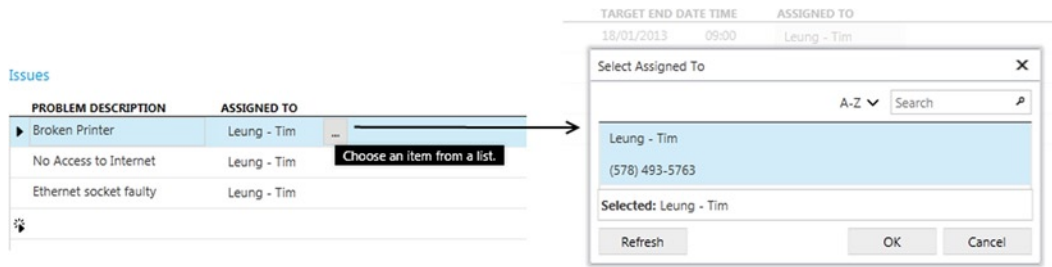 Issues
PROBLEM DESCRIPTION ASSIGNED TO
Broken Printer Leung - Tim ...
Choose an item from a list.
No Access to Internet Leung - Tim
Ethernet socket faulty Leung - Tim
TARGET END DATE TIME ASSIGNED TO
18/01/2013 09:00 Leung - Tim
Select Assigned To
A-Z Search
Leung - Tim
(578) 493-5763
Selected: Leung - Tim
Refresh OK Cancel